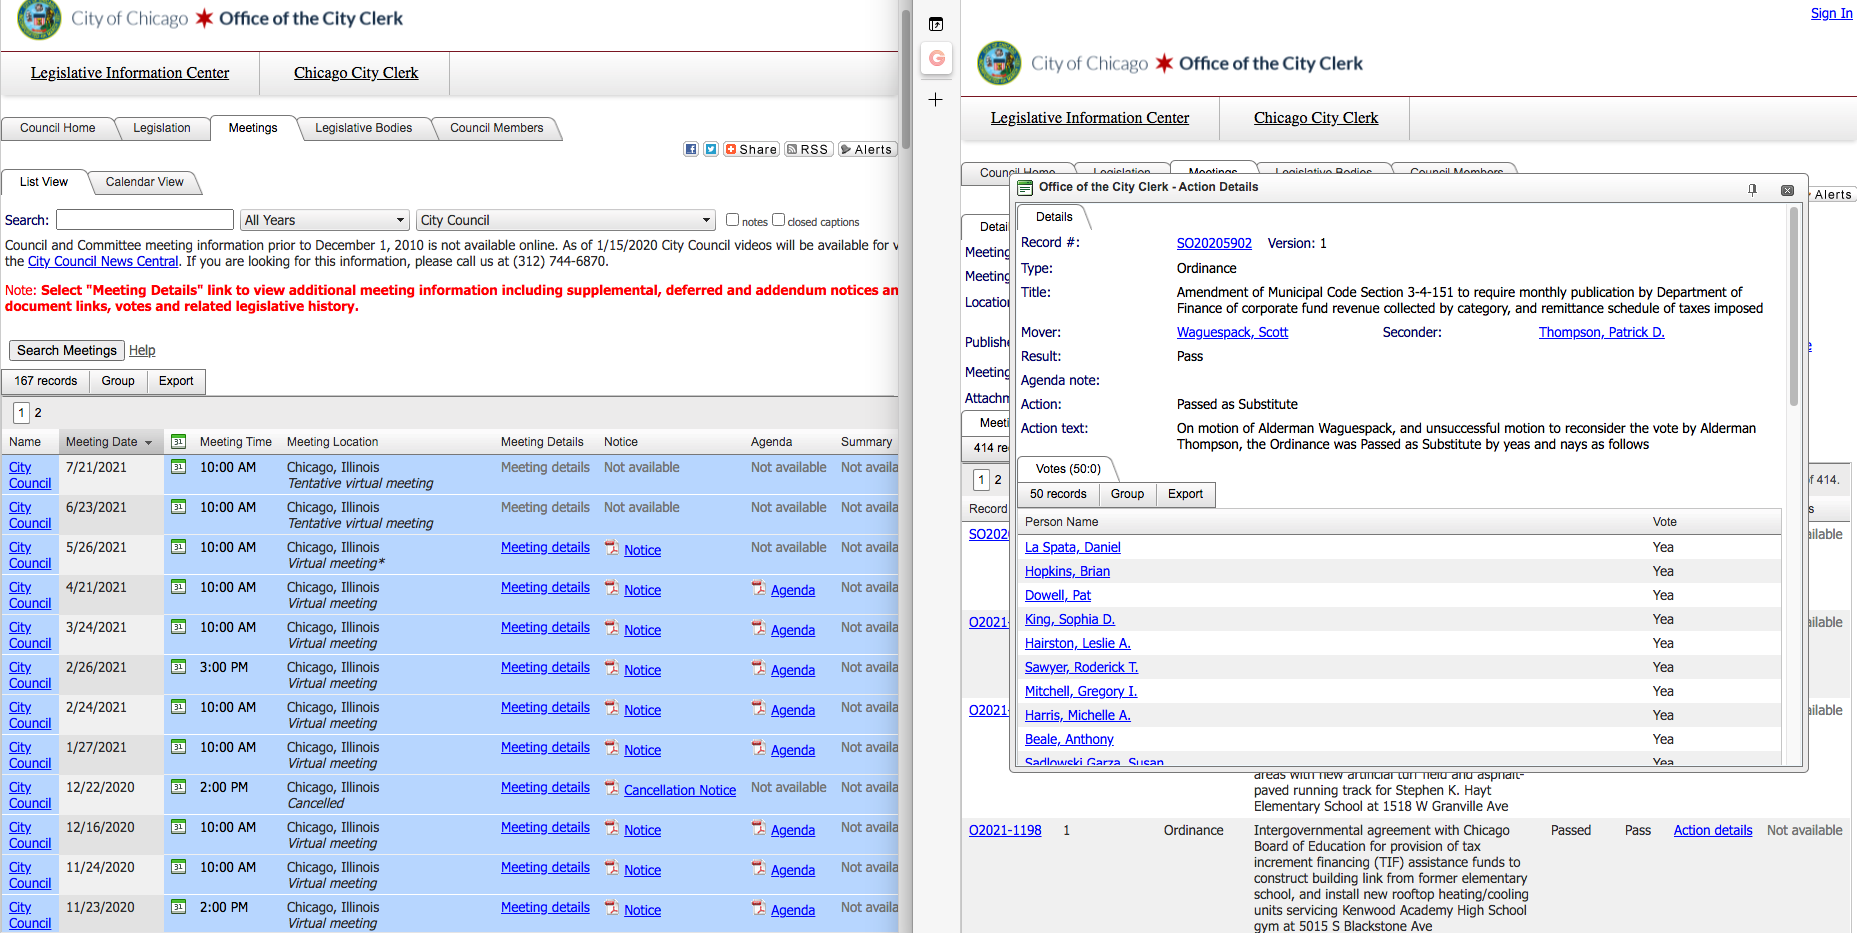 City of Chicago Office of the City Clerk
Legislative Information Center Chicago City Clerk
Council Home Legislation Meetings Legislative Bodies Council Members
Share RSS Alerts
List View Calendar View
Search: All Years City Council notes closed captions
Council and Committee meeting information prior to December 1, 2010 is not available online. As of 1/15/2020 City Council videos will be available for v
the City Council News Central. If you are looking for this information, please call us at (312) 744-6870.
Note: Select "Meeting Details" link to view additional meeting information including supplemental, deferred and addendum notices an
document links, votes and related legislative history.
Search Meetings Help
167 records Group Export
1 2
Name Meeting Date Meeting Time Meeting Location Meeting Details Notice Agenda Summary
City 7/21/2021 31 10:00 AM Chicago, Illinois Meeting details Not available Not available Not availa
Council Tentative virtual meeting
City 6/23/2021 31 10:00 AM Chicago, Illinois Meeting details Not available Not available Not availa
Council Tentative virtual meeting
City 5/26/2021 31 10:00 AM Chicago, Illinois Meeting details Notice Not available Not availa
Council Virtual meeting*
City 4/21/2021 31 10:00 AM Chicago, Illinois Meeting details Notice Agenda Not availa
Council Virtual meeting
City 3/24/2021 31 10:00 AM Chicago, Illinois Meeting details Notice Agenda Not availa
Council Virtual meeting
City 2/26/2021 31 3:00 PM Chicago, Illinois Meeting details Notice Agenda Not availa
Council Virtual meeting
City 2/24/2021 31 10:00 AM Chicago, Illinois Meeting details Notice Agenda Not availa
Council Virtual meeting
City 1/27/2021 31 10:00 AM Chicago, Illinois Meeting details Notice Agenda Not availa
Council Virtual meeting
City 12/22/2020 31 2:00 PM Chicago, Illinois Meeting details Cancellation Notice Not available Not availa
Council Cancelled
City 12/16/2020 31 10:00 AM Chicago, Illinois Meeting details Notice Agenda Not availa
Council Virtual meeting
City 11/24/2020 31 10:00 AM Chicago, Illinois Meeting details Notice Agenda Not availa
Council Virtual meeting
City 11/23/2020 31 2:00 PM Chicago, Illinois Meeting details Notice Agenda Not availa
Council Virtual meeting
G
Sign In
City of Chicago Office of the City Clerk
Legislative Information Center Chicago City Clerk
Council Home Legislation Meetings Legislative Bodies Council Members
Alerts
Detai
Meeting
Meeting
Locatio
Publishe
Meeting
Attachm
Meeti
414 re
1 2 of 414.
Record
SO202 ailable
O2021- ailable
O2021- ailable
Office of the City Clerk - Action Details
Details
Record #: SO20205902 Version: 1
Type: Ordinance
Title: Amendment of Municipal Code Section 3-4-151 to require monthly publication by Department of
Finance of corporate fund revenue collected by category, and remittance schedule of taxes imposed
Mover: Waguespack, Scott Seconder: Thompson, Patrick D.
Result: Pass
Agenda note:
Action: Passed as Substitute
Action text: On motion of Alderman Waguespack, and unsuccessful motion to reconsider the vote by Alderman
Thompson, the Ordinance was Passed as Substitute by yeas and nays as follows
Votes (50:0)
50 records Group Export
Person Name Vote
La Spata, Daniel Yea
Hopkins, Brian Yea
Dowell, Pat Yea
King, Sophia D. Yea
Hairston, Leslie A. Yea
Sawyer, Roderick T. Yea
Mitchell, Gregory I. Yea
Harris, Michelle A. Yea
Beale, Anthony Yea
Sadlowski Garza, Susan Yea
areas with new artificial turf field and asphalt-
paved running track for Stephen K. Hayt
Elementary School at 1518 W Granville Ave
O2021-1198 1 Ordinance Intergovernmental agreement with Chicago Passed Pass Action details Not available
Board of Education for provision of tax
increment financing (TIF) assistance funds to
construct building link from former elementary
school, and install new rooftop heating/cooling
units servicing Kenwood Academy High School
gym at 5015 S Blackstone Ave